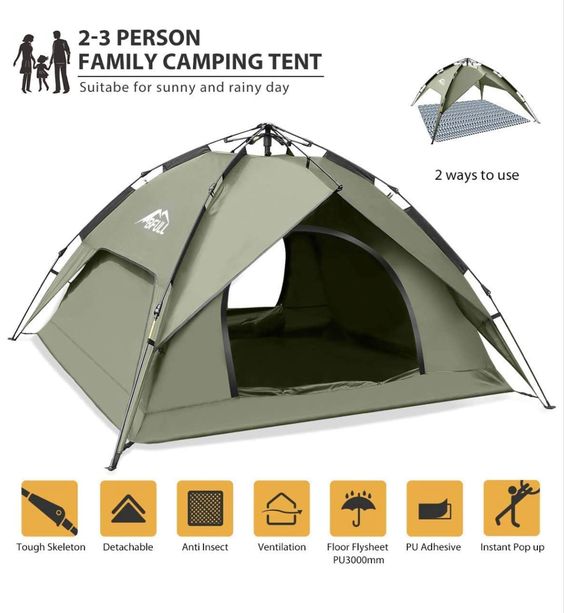 2-3 PERSON
FAMILY CAMPING TENT
Suitabe for sunny and rainy day
2 ways to use
BFULL
Tough Skeleton
Detachable
Anti Insect
Ventilation
Floor Flysheet
PU3000mm
PU Adhesive
Instant Pop up